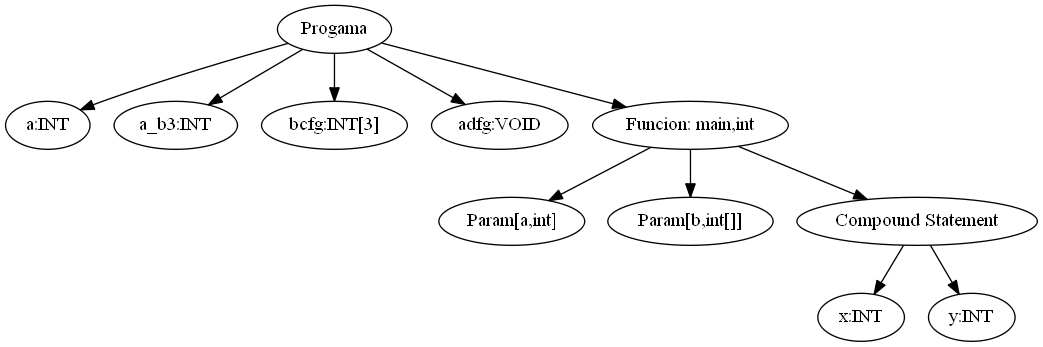 Progama
a:INT
a_b3:INT
bcfg:INT[3]
adfg:VOID
Funcion: main,int
Param[a,int]
Param[b,int[]]
Compound Statement
x:INT
y:INT